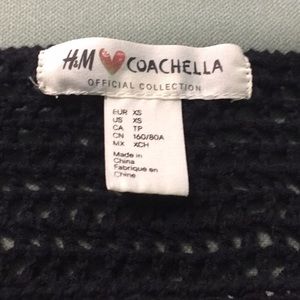 H&M COACHELLA
OFFICIAL COLLECTION
EUR XS
US XS
CA TP
CN 160/80A
MX XCH
Made in
China
Fabriqué en
Chine